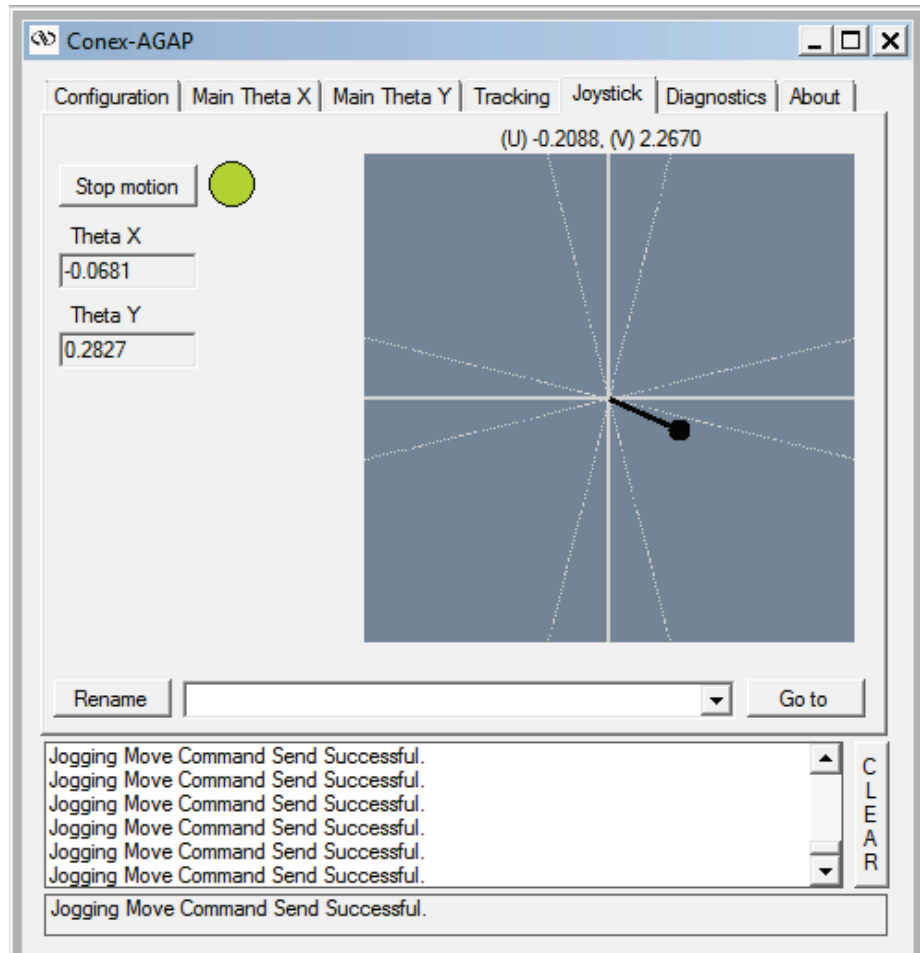 Conex-AGAP
Configuration Main Theta X Main Theta Y Tracking Joystick Diagnostics About
(U) -0.2088, (V) 2.2670
Stop motion
Theta X
-0.0681
Theta Y
0.2827
Rename Go to
Jogging Move Command Send Successful.
Jogging Move Command Send Successful.
Jogging Move Command Send Successful.
Jogging Move Command Send Successful.
Jogging Move Command Send Successful.
Jogging Move Command Send Successful.
CLEAR
Jogging Move Command Send Successful.